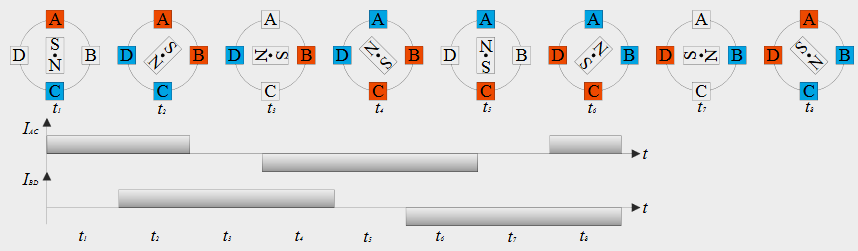 A A A A A A A A
D S N B D N S B D N S B D N S B D N S B D S N B D S N B D S N B
C C C C C C C C
t1 t2 t3 t4 t5 t6 t7 t8
IAC t
IBD t
t1 t2 t3 t4 t5 t6 t7 t8